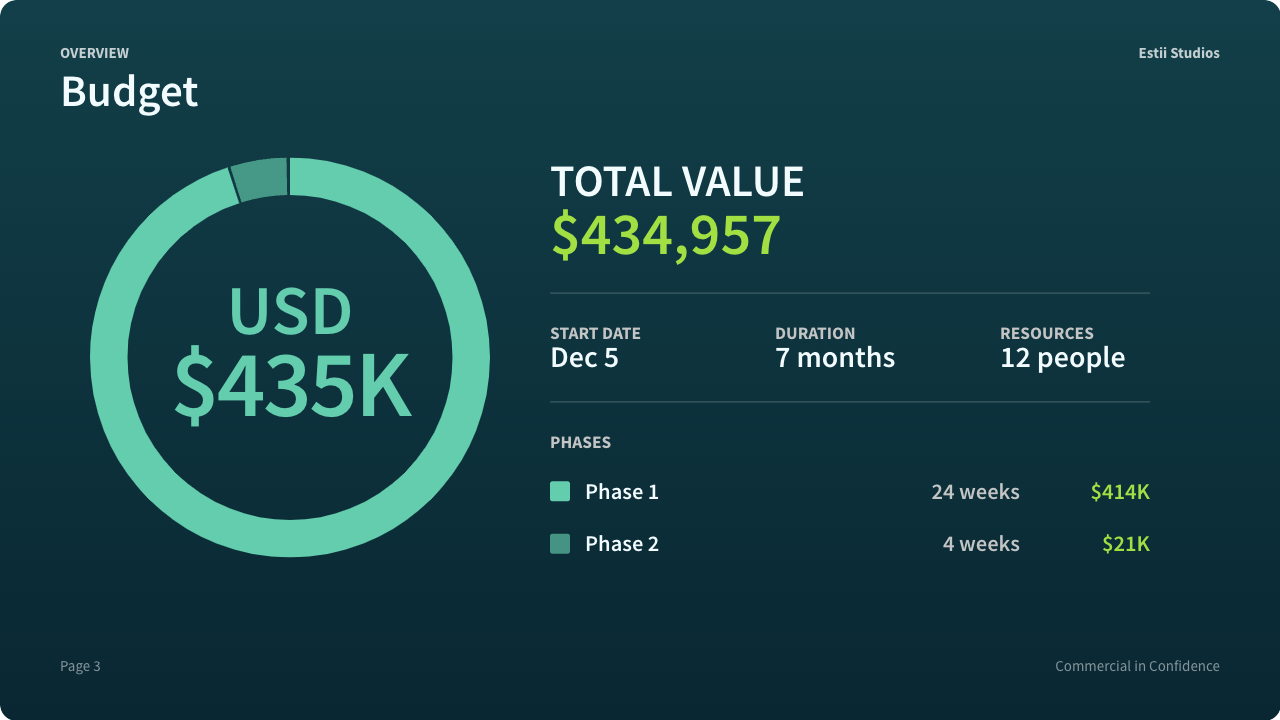 OVERVIEW
Estii Studios
Budget
USD
$435K
TOTAL VALUE
$434,957
START DATE
Dec 5
DURATION
7 months
RESOURCES
12 people
PHASES
Phase 1 24 weeks $414K
Phase 2 4 weeks $21K
Page 3
Commercial in Confidence